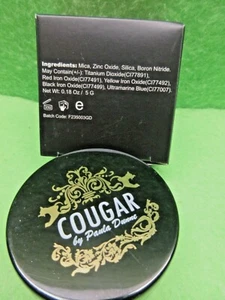 Ingredients: Mica, Zinc Oxide, Silica, Boron Nitride.
May Contain(+/-): Titanium Dioxide(CI77891),
Red Iron Oxide(CI77491), Yellow Iron Oxide(CI77492),
Black Iron Oxide(CI77499), Ultramarine Blue(CI77007).
Net Wt. 0.18 Oz / 5 G
e
Batch Code: F235003GD
COUGAR
by Paula Dunne